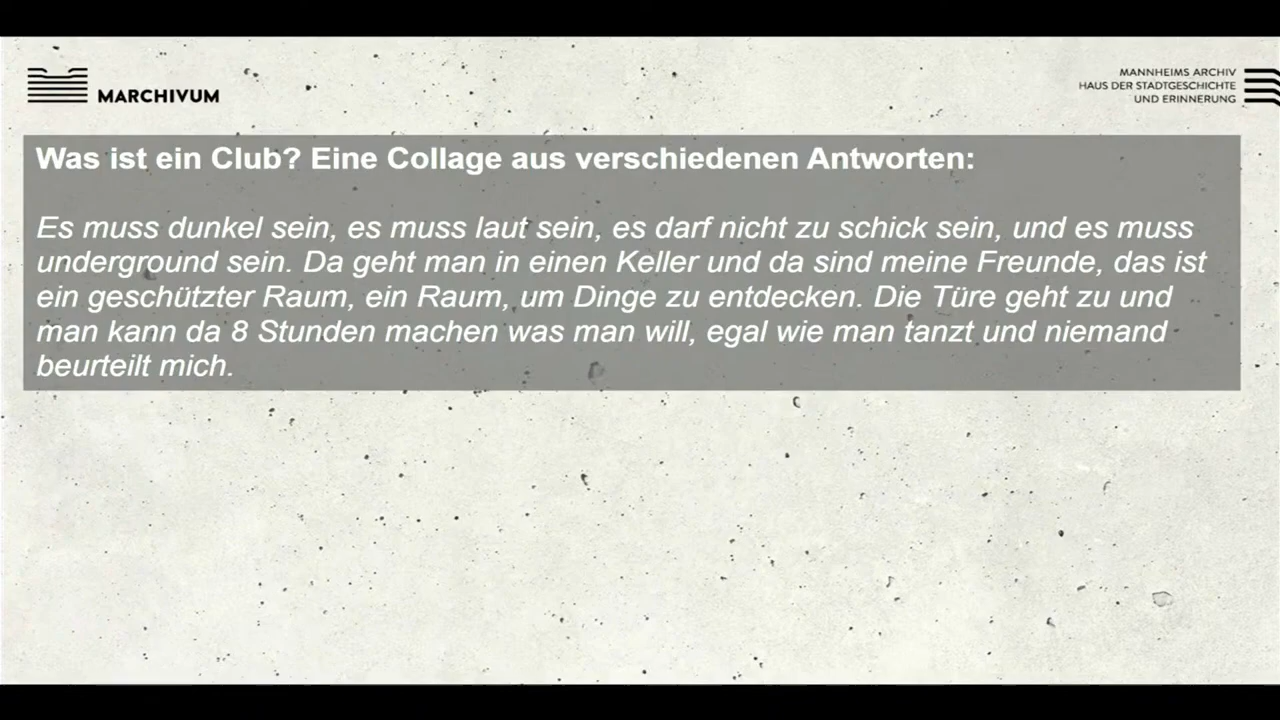 MARCHIVUM
MANNHEIMS ARCHIV
HAUS DER STADTGESCHICHTE
UND ERINNERUNG
Was ist ein Club? Eine Collage aus verschiedenen Antworten:
Es muss dunkel sein, es muss laut sein, es darf nicht zu schick sein, und es muss
underground sein. Da geht man in einen Keller und da sind meine Freunde, das ist
ein geschützter Raum, ein Raum, um Dinge zu entdecken. Die Türe geht zu und
man kann da 8 Stunden machen was man will, egal wie man tanzt und niemand
beurteilt mich.